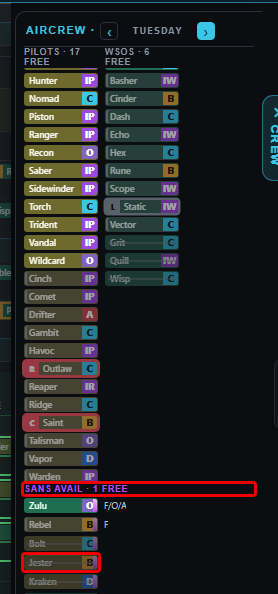 AIRCREW · ‹ TUESDAY ›
PILOTS · 17 FREE
WSOS · 6 FREE
Hunter IP
Nomad C
Piston IP
Ranger IP
Recon O
Saber IP
Sidewinder IP
Torch C
Trident IP
Vandal IP
Wildcard O
Cinch IP
Comet IP
Drifter A
Gambit C
Havoc IP
R Outlaw C
Reaper IR
Ridge C
C Saint B
Talisman O
Vapor D
Warden IP
Basher IW
Cinder B
Dash C
Echo IW
Hex C
Rune B
Scope IW
L Static IW
Vector C
Grit C
Quill IW
Wisp C
SANS AVAIL · 1 FREE
Zulu O F/O/A
Rebel B F
Bolt C
Jester B
Kraken D
CREW